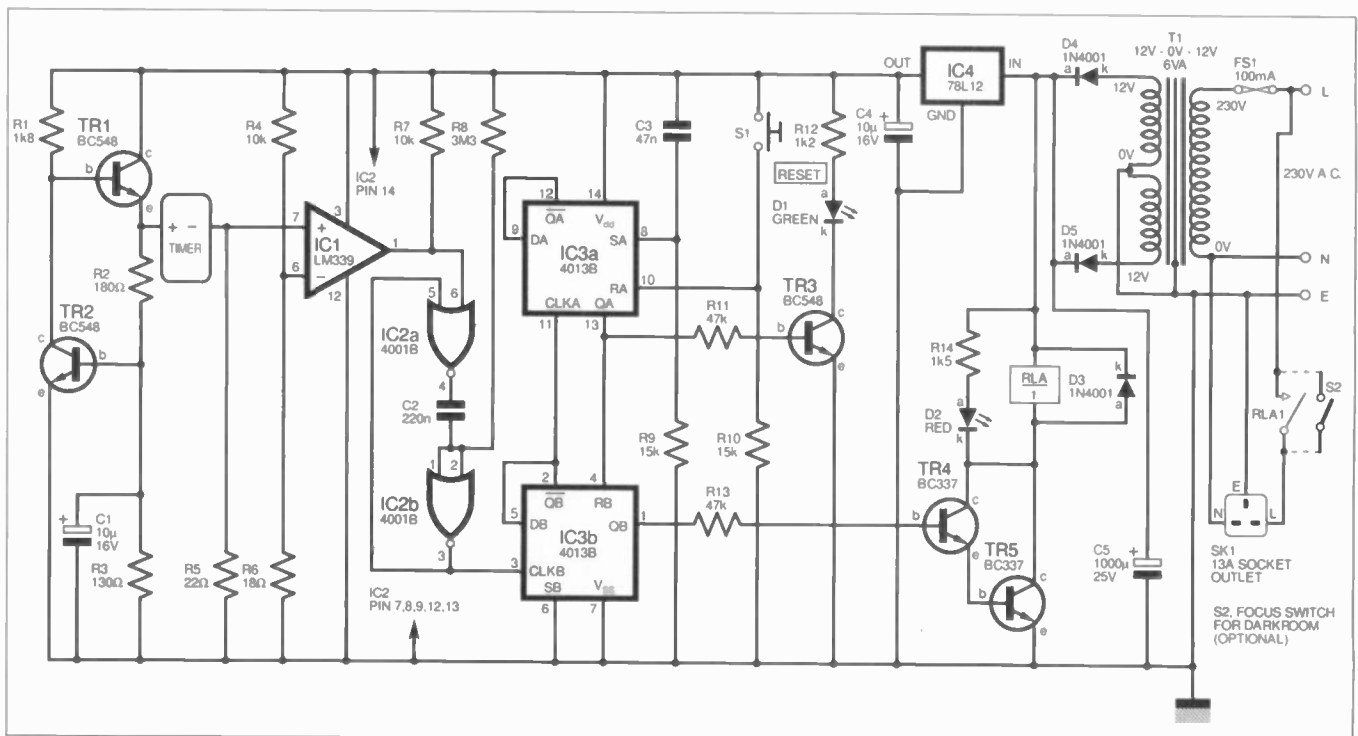 R1
1k8
TR1
BC548
b
c
e
+ -
TIMER
R2
180Ω
TR2
BC548
c
b
e
+
C1
10µ
16V
R3
130Ω
R5
22Ω
R6
18Ω
R4
10k
IC2
PIN 14
7
6
+
−
3
IC1
LM339
12
1
R7
10k
R8
3M3
5
6
IC2a
4001B
4
C2
220n
1
2
IC2b
4001B
3
IC2
PIN 7,8,9,12,13
12
14
QA
Vdd
9
DA
SA
8
IC3a
4013B
RA
10
CLKA
QA
11
13
2
4
QB
RB
5
DB
QB
1
IC3b
4013B
3
CLKB
SB
VSS
6
7
C3
47n
S1
R9
15k
R10
15k
R11
47k
R13
47k
R12
1k2
RESET
a
D1
GREEN
k
TR3
BC548
b
c
e
OUT
IC4
78L12
IN
GND
+
C4
10µ
16V
R14
1k5
a
D2
RED
k
RLA
1
k
D3
1N4001
a
TR4
BC337
b
c
e
TR5
BC337
b
c
e
+
C5
1000µ
25V
D4
1N4001
a
k
12V
0V
D5
1N4001
a
k
12V
T1
12V - 0V - 12V
6VA
FS1
100mA
230V
L
230V A.C.
0V
N
E
RLA1
S2
E
N
L
SK1
13A SOCKET
OUTLET
S2, FOCUS SWITCH
FOR DARKROOM
(OPTIONAL)